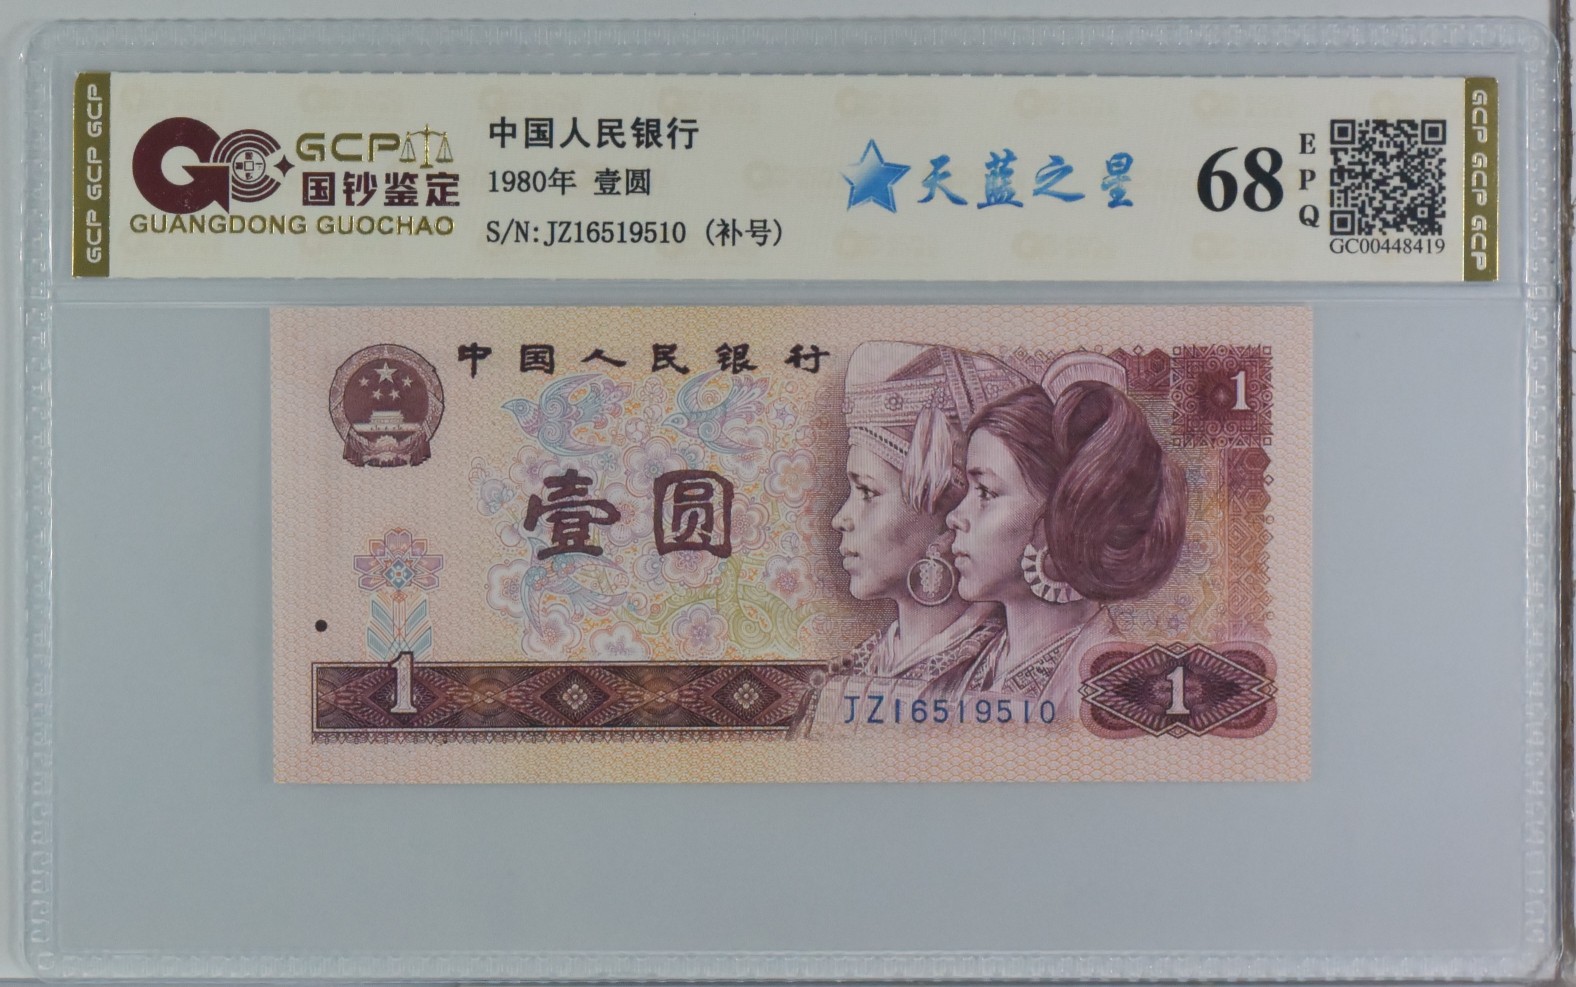 GCP GCP GCP
GCP
国钞鉴定
GUANGDONG GUOCHAO
中国人民银行
1980年 壹圆
S/N:JZ16519510 (补号)
天蓝之星
68
EPQ
GC00448419
GCP GCP GCP
中国人民银行
1
壹圆
1
JZ16519510
1